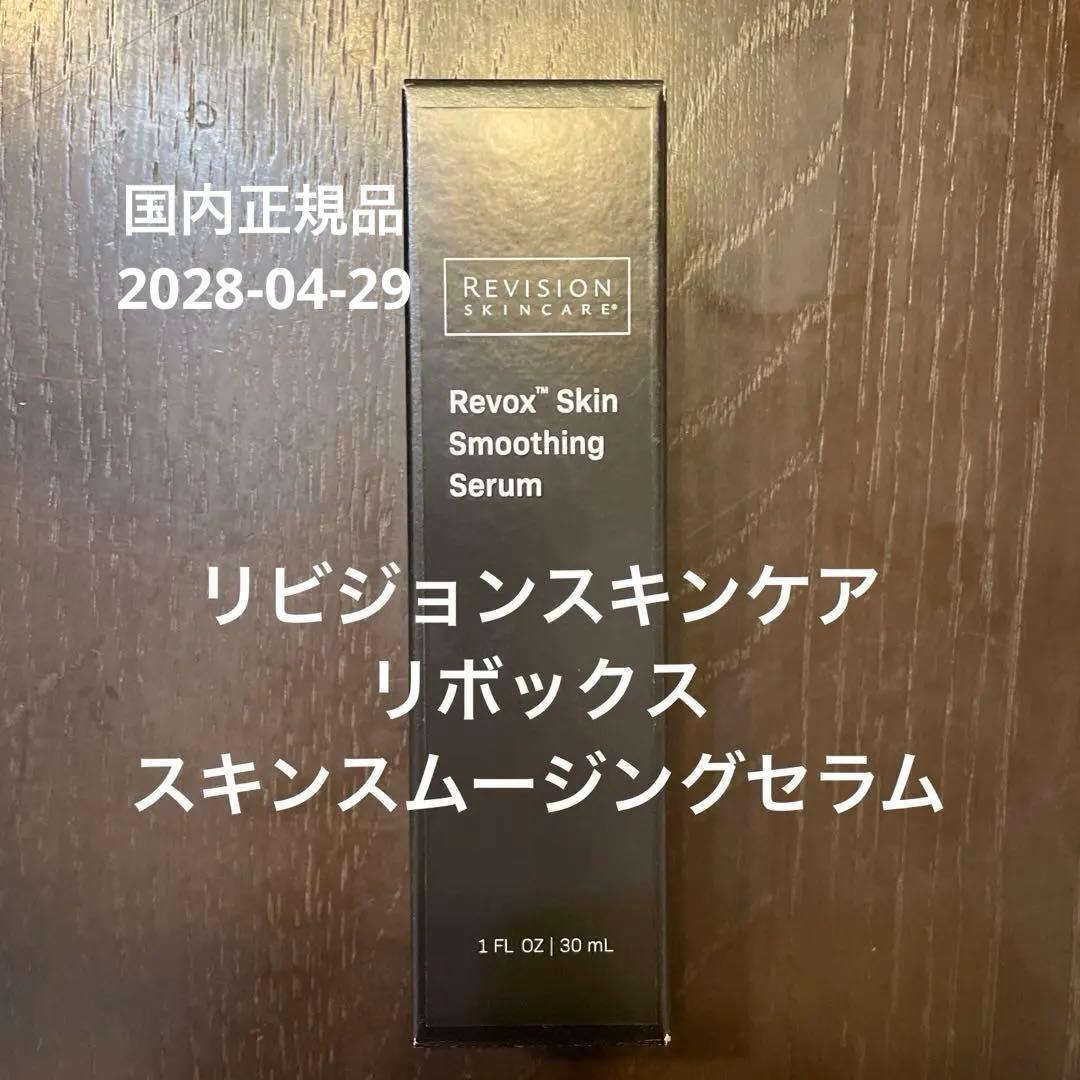 国内正規品
2028-04-29
REVISION
SKINCARE®
Revox™ Skin
Smoothing
Serum
リビジョンスキンケア
リボックス
スキンスムージングセラム
1 FL OZ | 30 mL